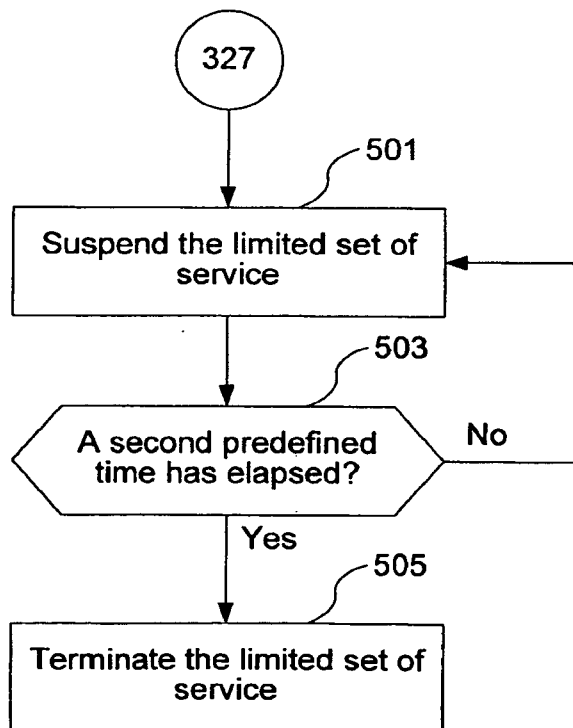 327
501
Suspend the limited set of
service
503
A second predefined
time has elapsed?
No
Yes
505
Terminate the limited set of
service